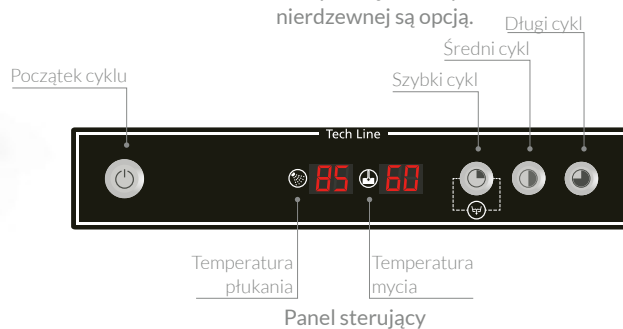 nierdzewnej są opcją.
Długi cykl
Średni cykl
Początek cyklu
Szybki cykl
Tech Line
85
60
Temperatura
płukania
Temperatura
mycia
Panel sterujący